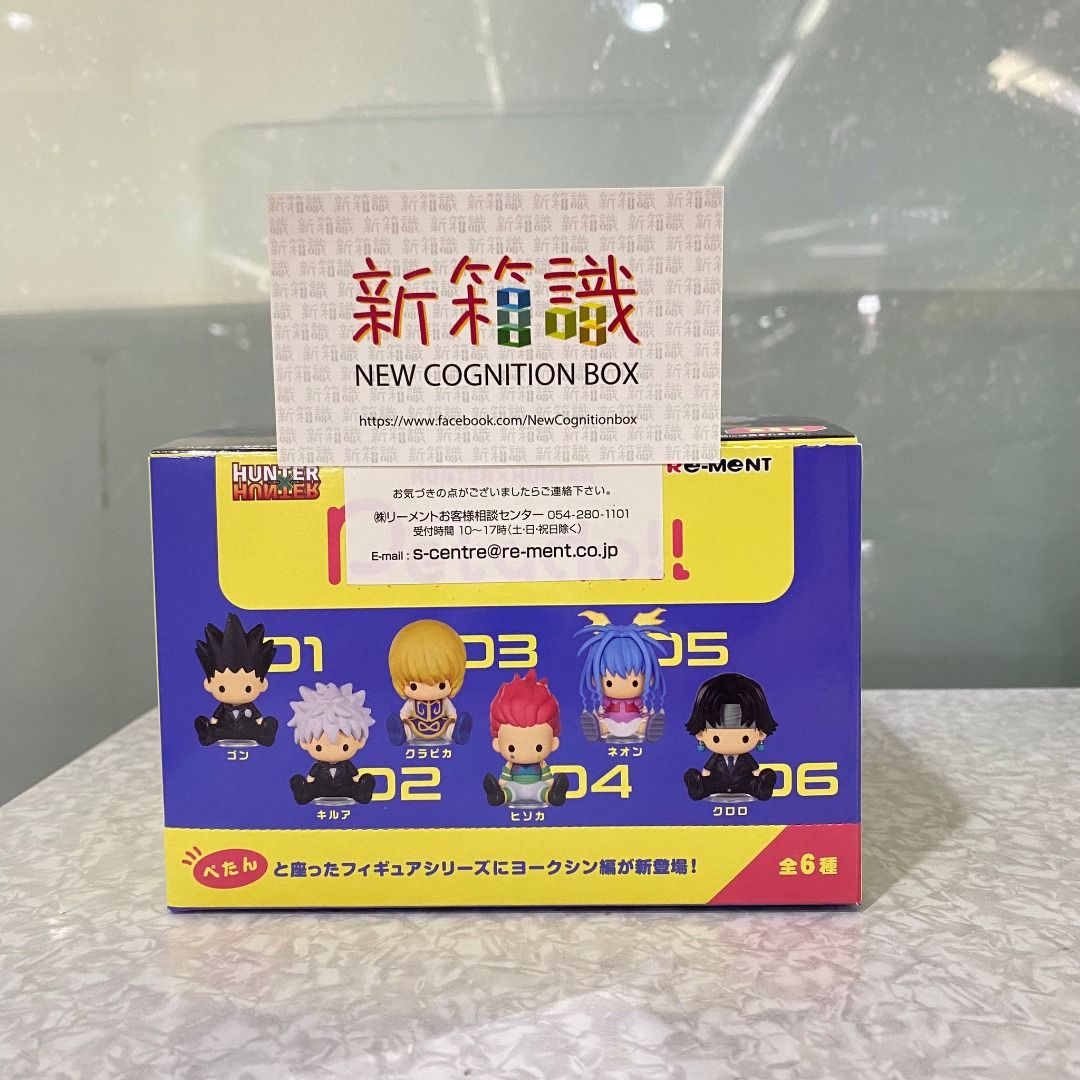 新箱識
NEW COGNITION BOX
https://www.facebook.com/NewCognitionbox
HUNTER
×
HUNTER
Re-MeNT
お気づきの点がございましたらご連絡下さい。
㈱リーメントお客様相談センター 054-280-1101
受付時間 10〜17時(土・日・祝日除く)
E-mail : s-centre@re-ment.co.jp
01
ゴン
02
キルア
03
クラピカ
04
ヒソカ
05
ネオン
06
クロロ
ぺたん と座ったフィギュアシリーズにヨークシン編が新登場!
全6種